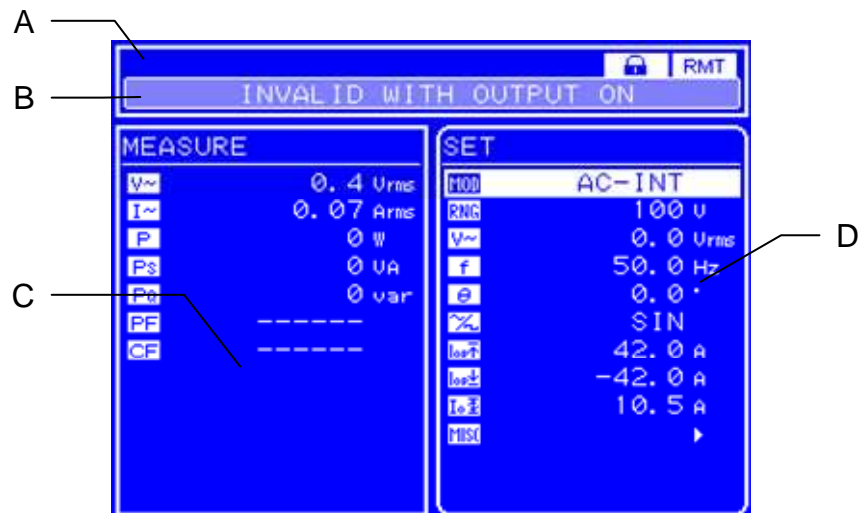 A
RMT
B
INVALID WITH OUTPUT ON
MEASURE
V~ 0.4 Vrms
I~ 0.07 Arms
P 0 W
PS 0 VA
0 var
PF ------
CF ------
C
SET
MOD AC-INT
RNG 100 V
V~ 0.0 Vrms
f 50.0 Hz
θ 0.0 °
SIN
42.0 A
-42.0 A
10.5 A
MISC
D